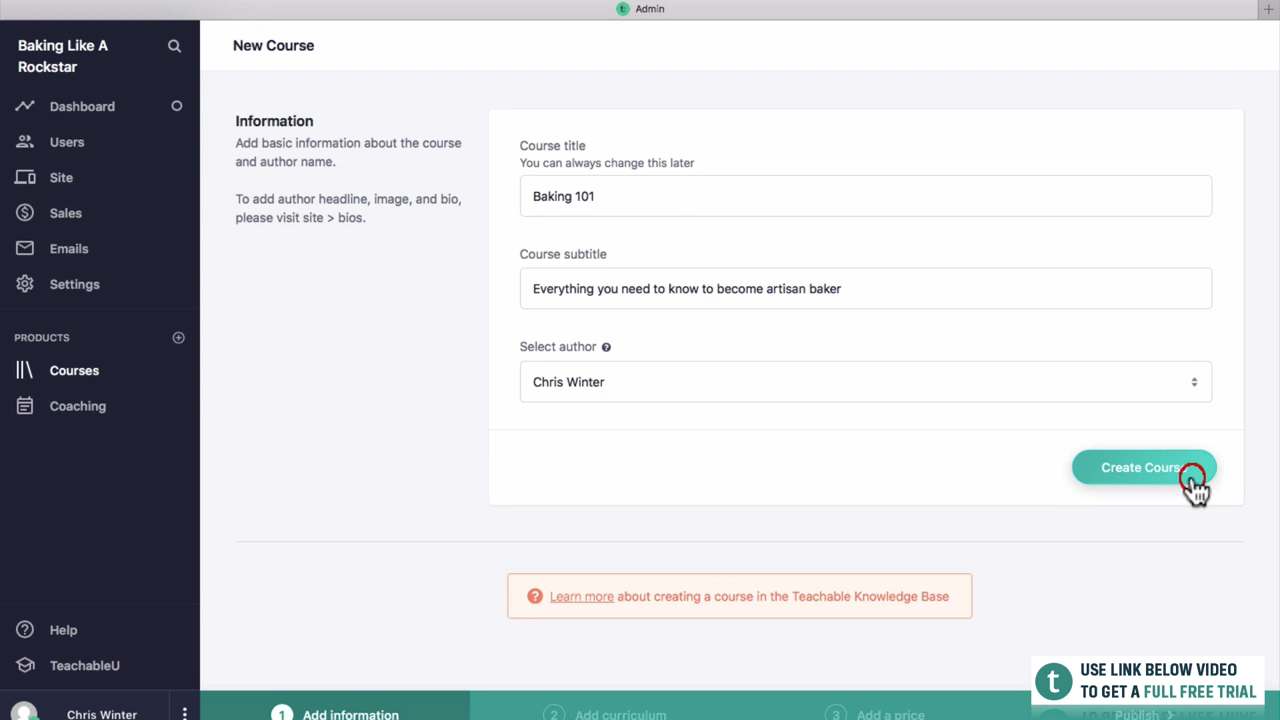 Admin
Baking Like A
Rockstar
New Course
Dashboard
Users
Site
Sales
Emails
Settings
PRODUCTS
Courses
Coaching
Help
TeachableU
Chris Winter
Information
Add basic information about the course
and author name.
To add author headline, image, and bio,
please visit site > bios.
Course title
You can always change this later
Baking 101
Course subtitle
Everything you need to know to become artisan baker
Select author
Chris Winter
Create Cours
Learn more about creating a course in the Teachable Knowledge Base
1 Add information
2 Add curriculum
3 Add a price
Publish >
t USE LINK BELOW VIDEO
TO GET A FULL FREE TRIAL